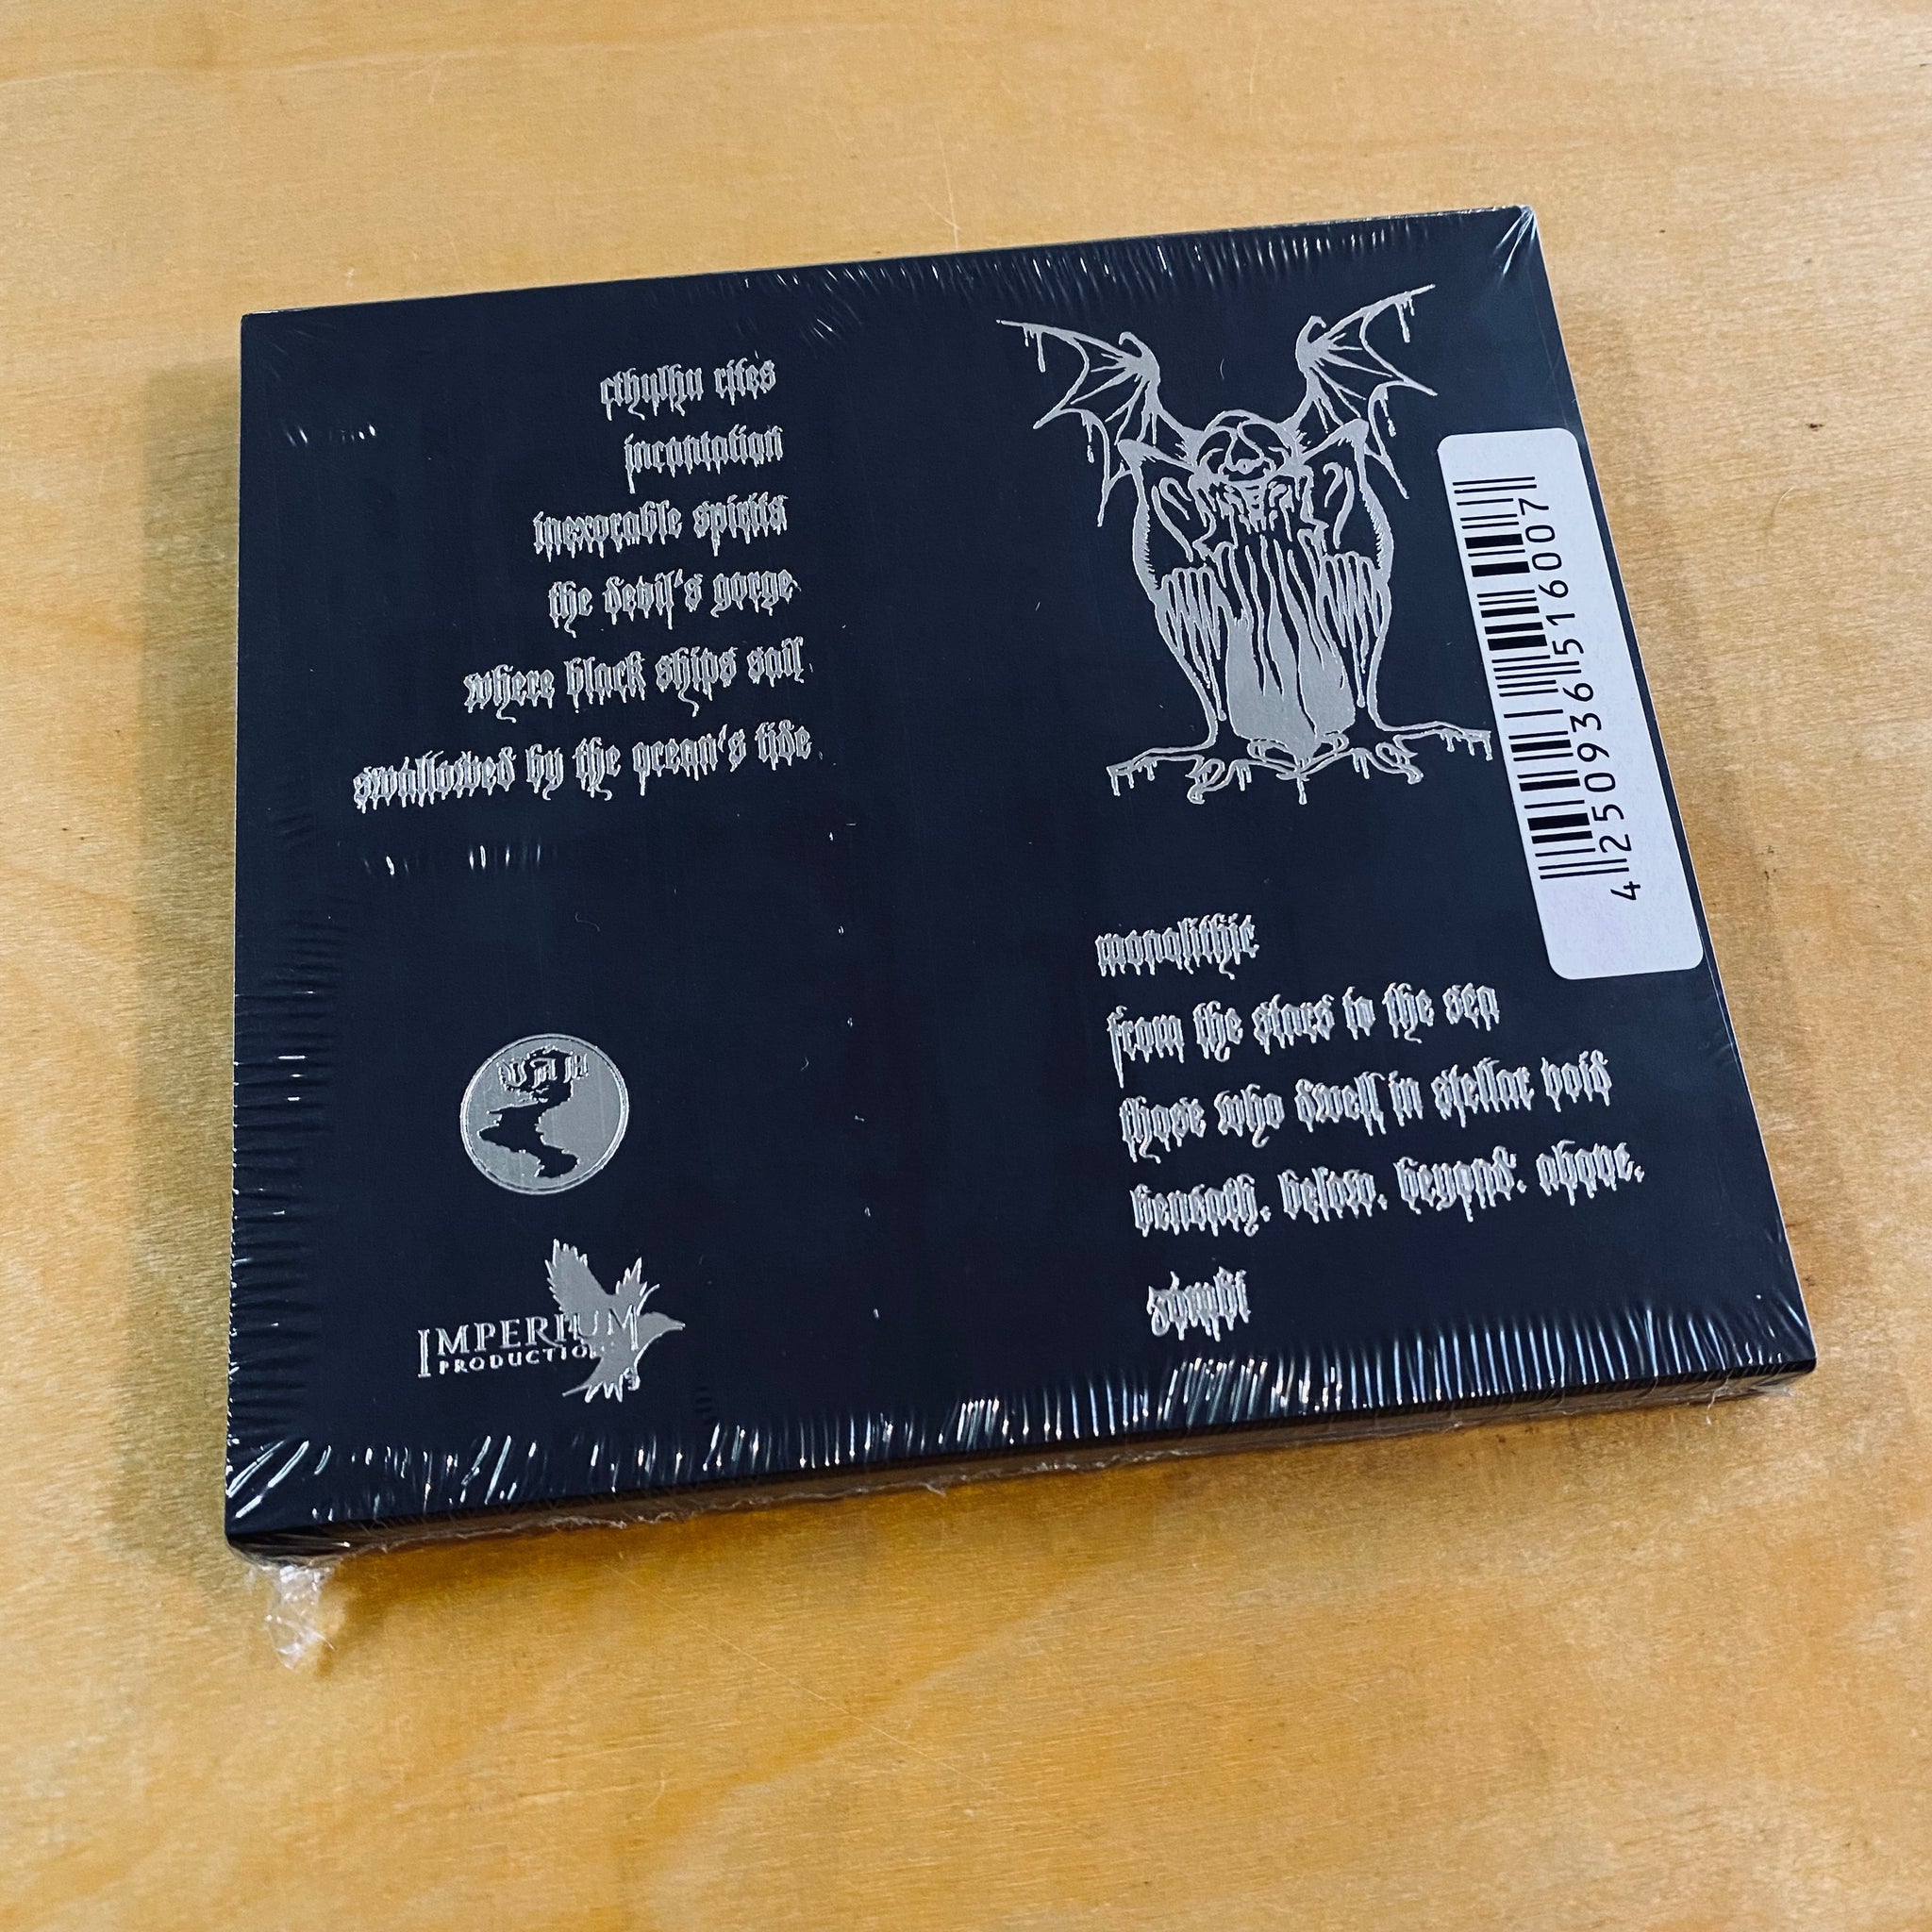 cthulhu rites
incantation
inexorable spirits
the devil's gorge
where black ships sail
swallowed by the ocean's tide
4 250936 516007
monolithic
from the stars to the sea
those who dwell in stellar void
beneath. below. beyond. above.
VAN
IMPERIUM
PRODUCTIONS